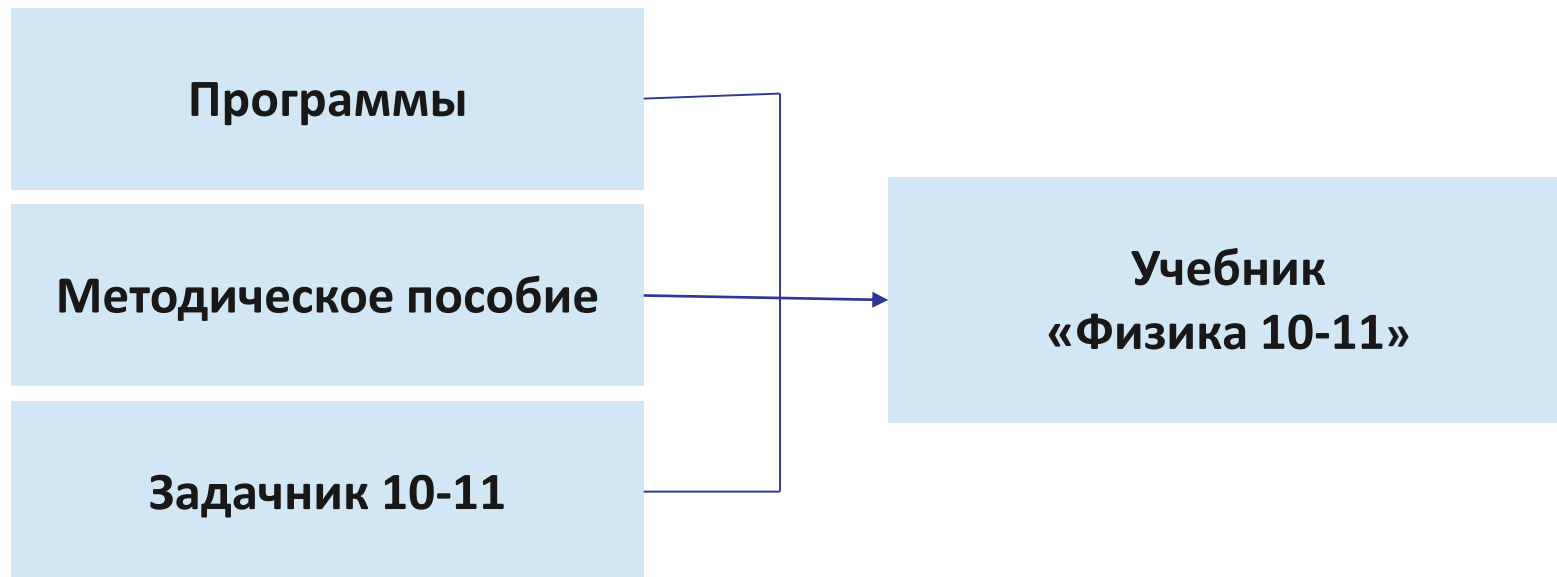 Программы
Методическое пособие
Задачник 10-11
Учебник
«Физика 10-11»